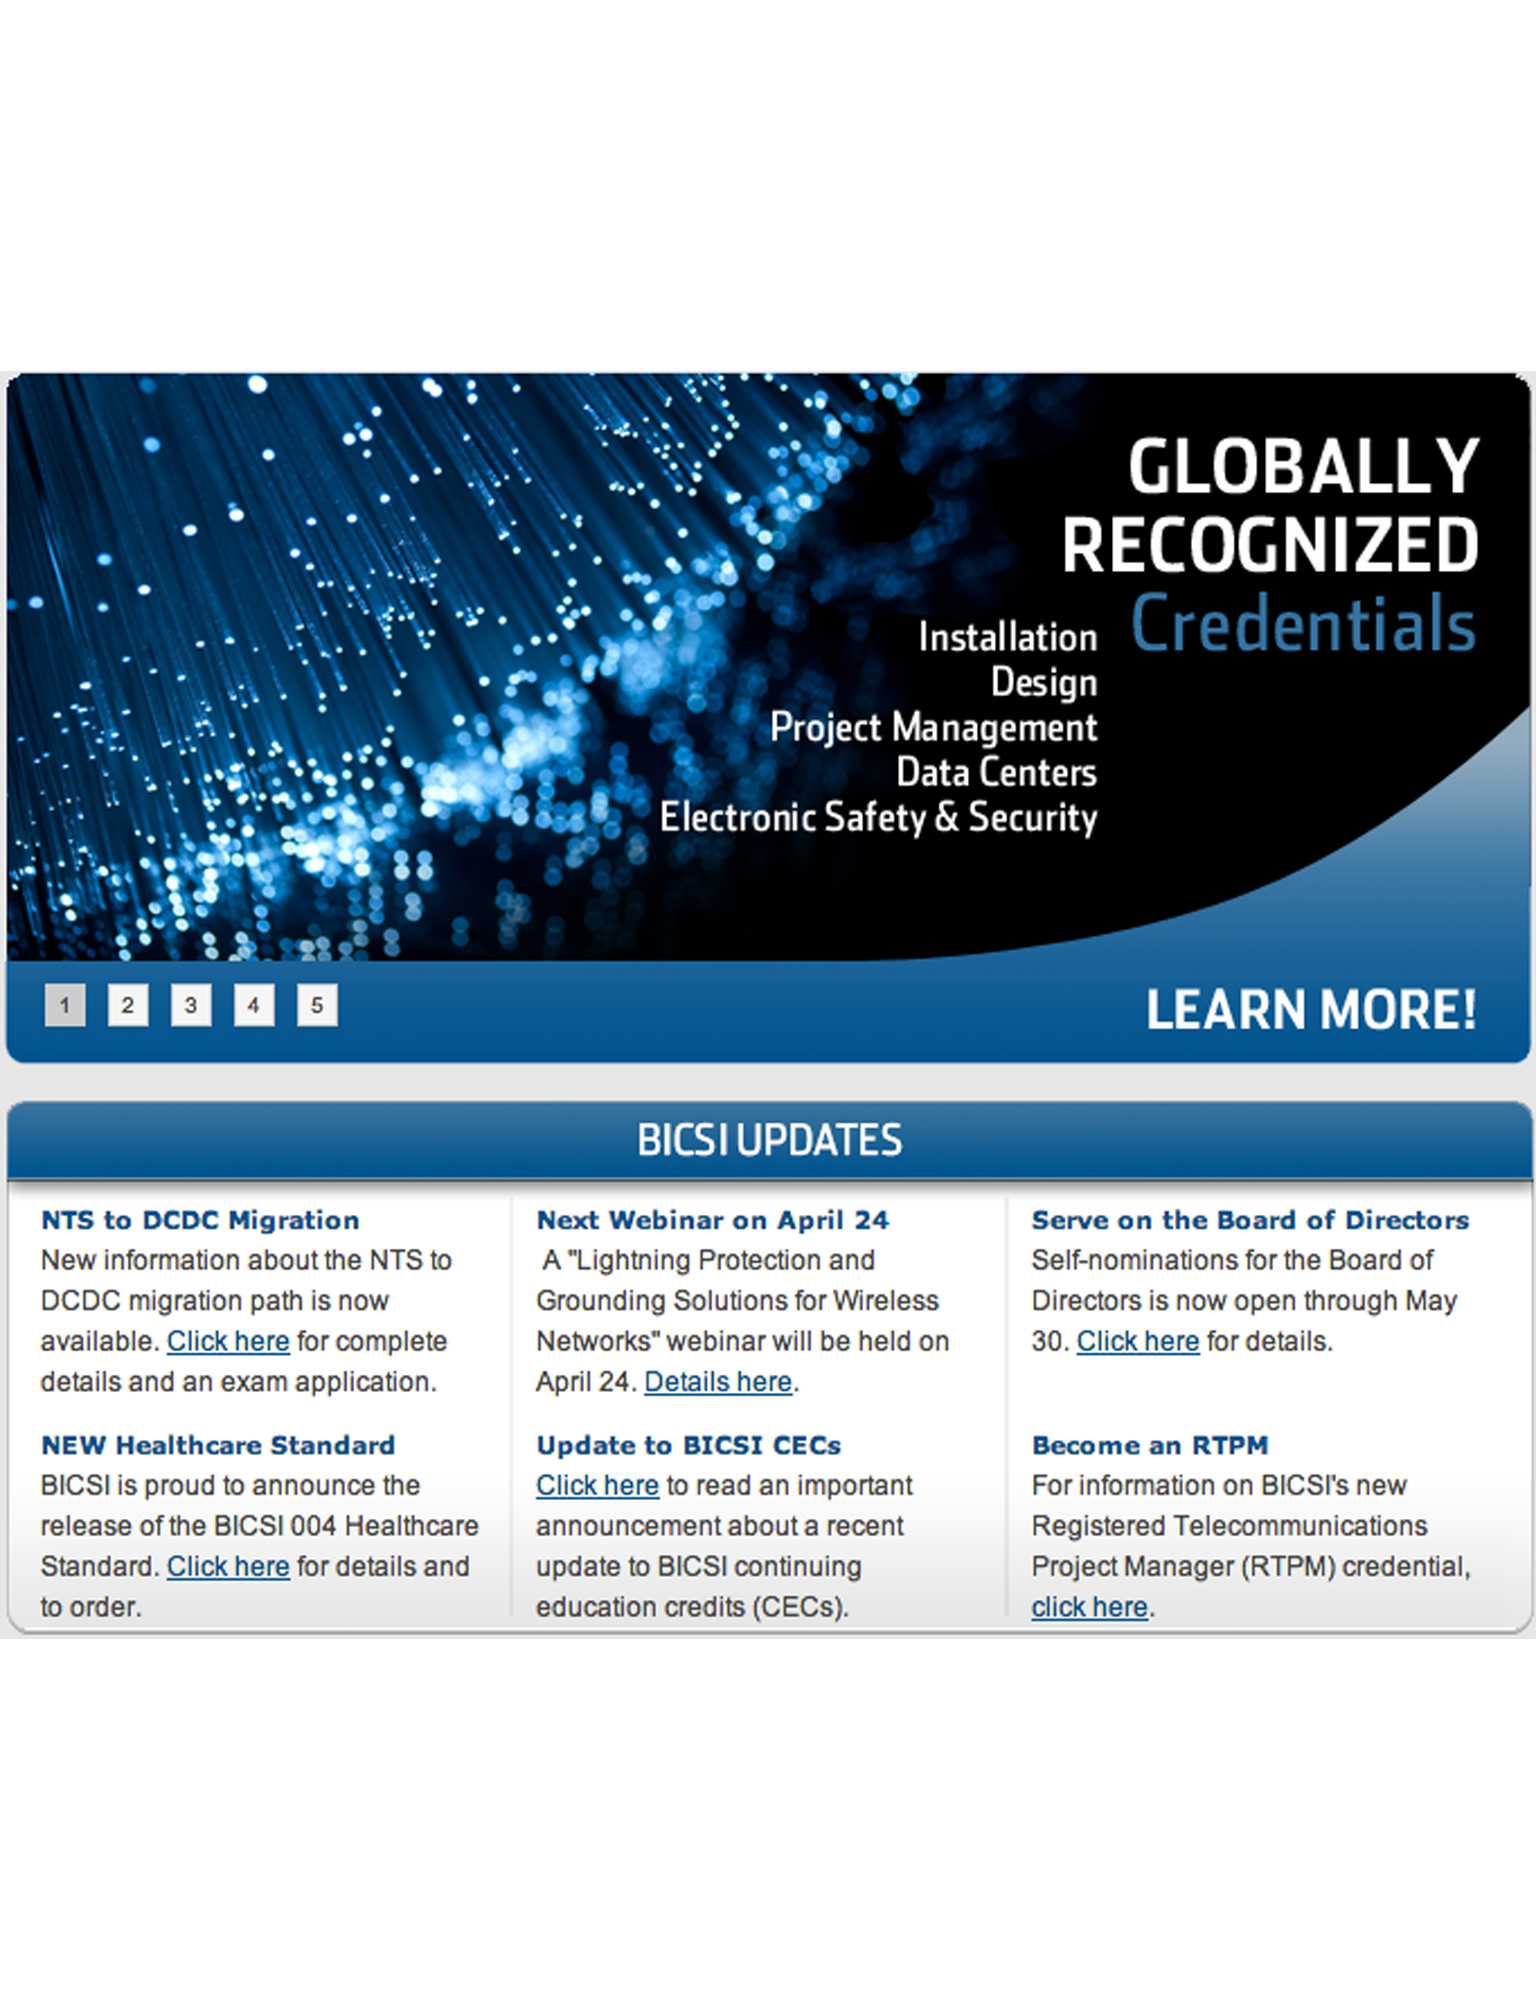 GLOBALLY
RECOGNIZED
Credentials
Installation
Design
Project Management
Data Centers
Electronic Safety & Security
1 2 3 4 5
LEARN MORE!
BICSI UPDATES
NTS to DCDC Migration
New information about the NTS to
DCDC migration path is now
available. Click here for complete
details and an exam application.
Next Webinar on April 24
A "Lightning Protection and
Grounding Solutions for Wireless
Networks" webinar will be held on
April 24. Details here.
Serve on the Board of Directors
Self-nominations for the Board of
Directors is now open through May
30. Click here for details.
NEW Healthcare Standard
BICSI is proud to announce the
release of the BICSI 004 Healthcare
Standard. Click here for details and
to order.
Update to BICSI CECs
Click here to read an important
announcement about a recent
update to BICSI continuing
education credits (CECs).
Become an RTPM
For information on BICSI's new
Registered Telecommunications
Project Manager (RTPM) credential,
click here.